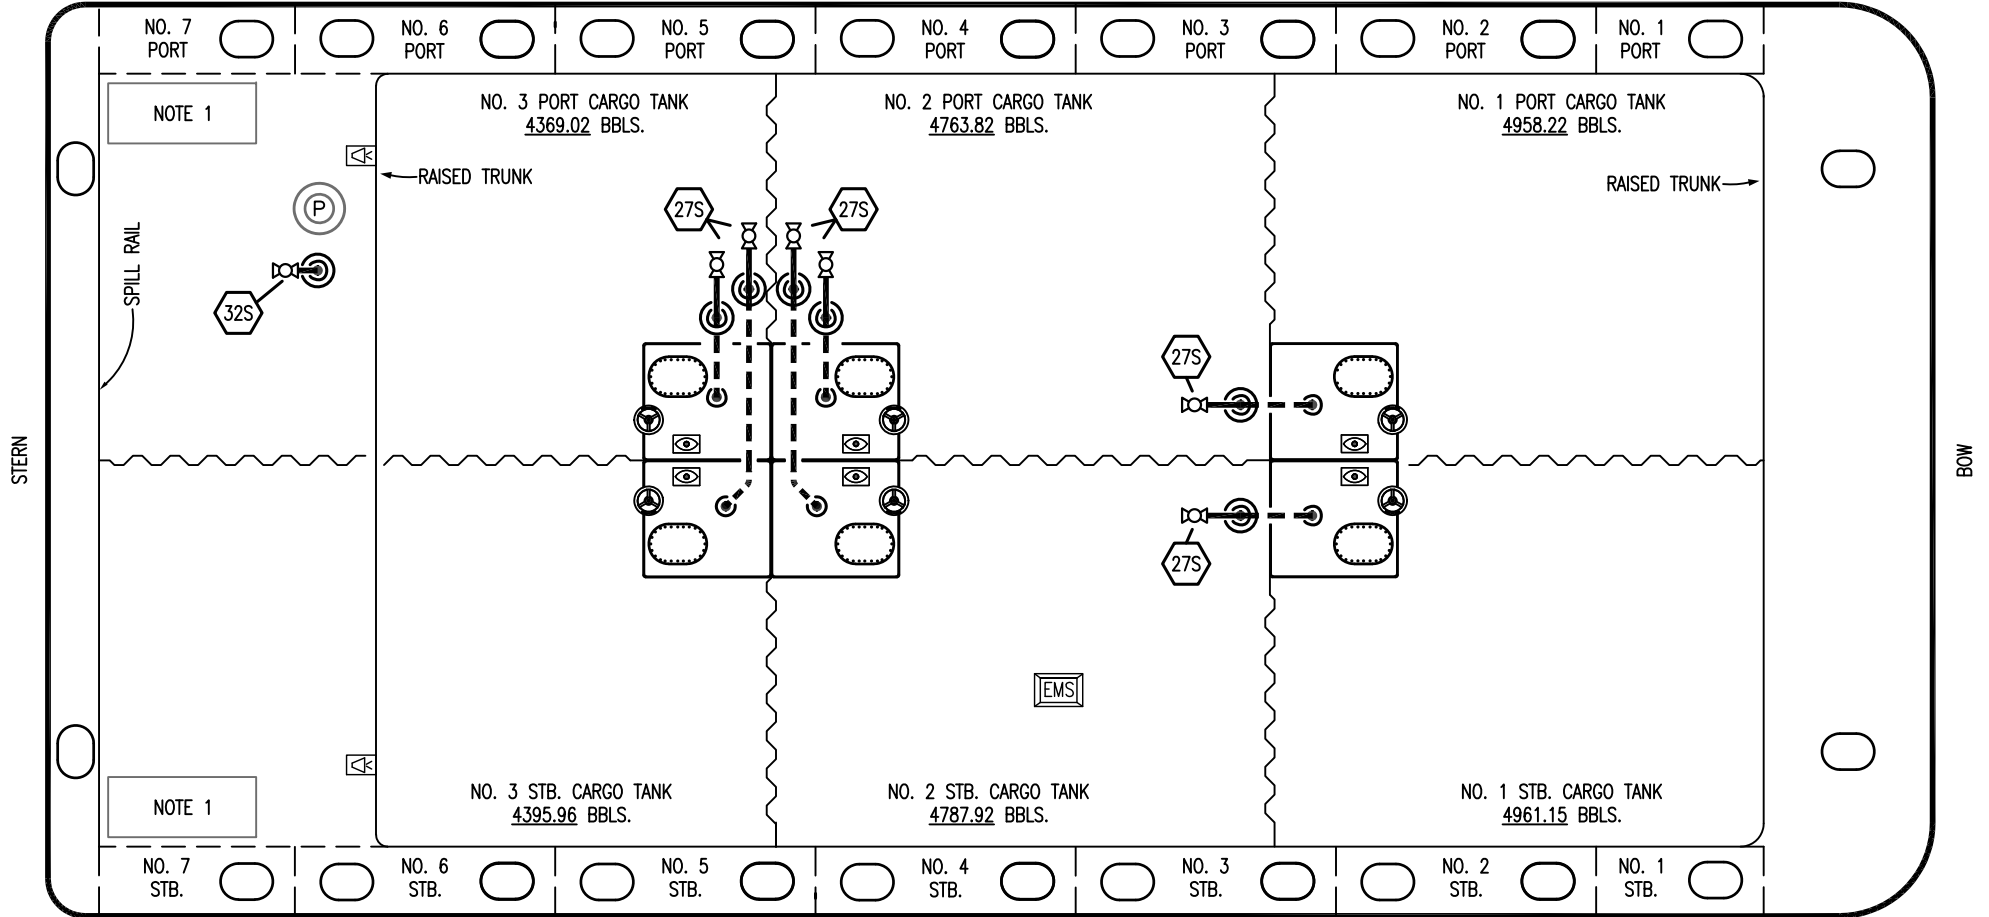 NO. 7
PORT
NO. 6
PORT
NO. 5
PORT
NO. 4
PORT
NO. 3
PORT
NO. 2
PORT
NO. 1
PORT
NOTE 1
NO. 3 PORT CARGO TANK
4369.02 BBLS.
NO. 2 PORT CARGO TANK
4763.82 BBLS.
NO. 1 PORT CARGO TANK
4958.22 BBLS.
RAISED TRUNK
RAISED TRUNK
P
27S
27S
SPILL RAIL
32S
27S
STERN
BOW
27S
EMS
NOTE 1
NO. 3 STB. CARGO TANK
4395.96 BBLS.
NO. 2 STB. CARGO TANK
4787.92 BBLS.
NO. 1 STB. CARGO TANK
4961.15 BBLS.
NO. 7
STB.
NO. 6
STB.
NO. 5
STB.
NO. 4
STB.
NO. 3
STB.
NO. 2
STB.
NO. 1
STB.